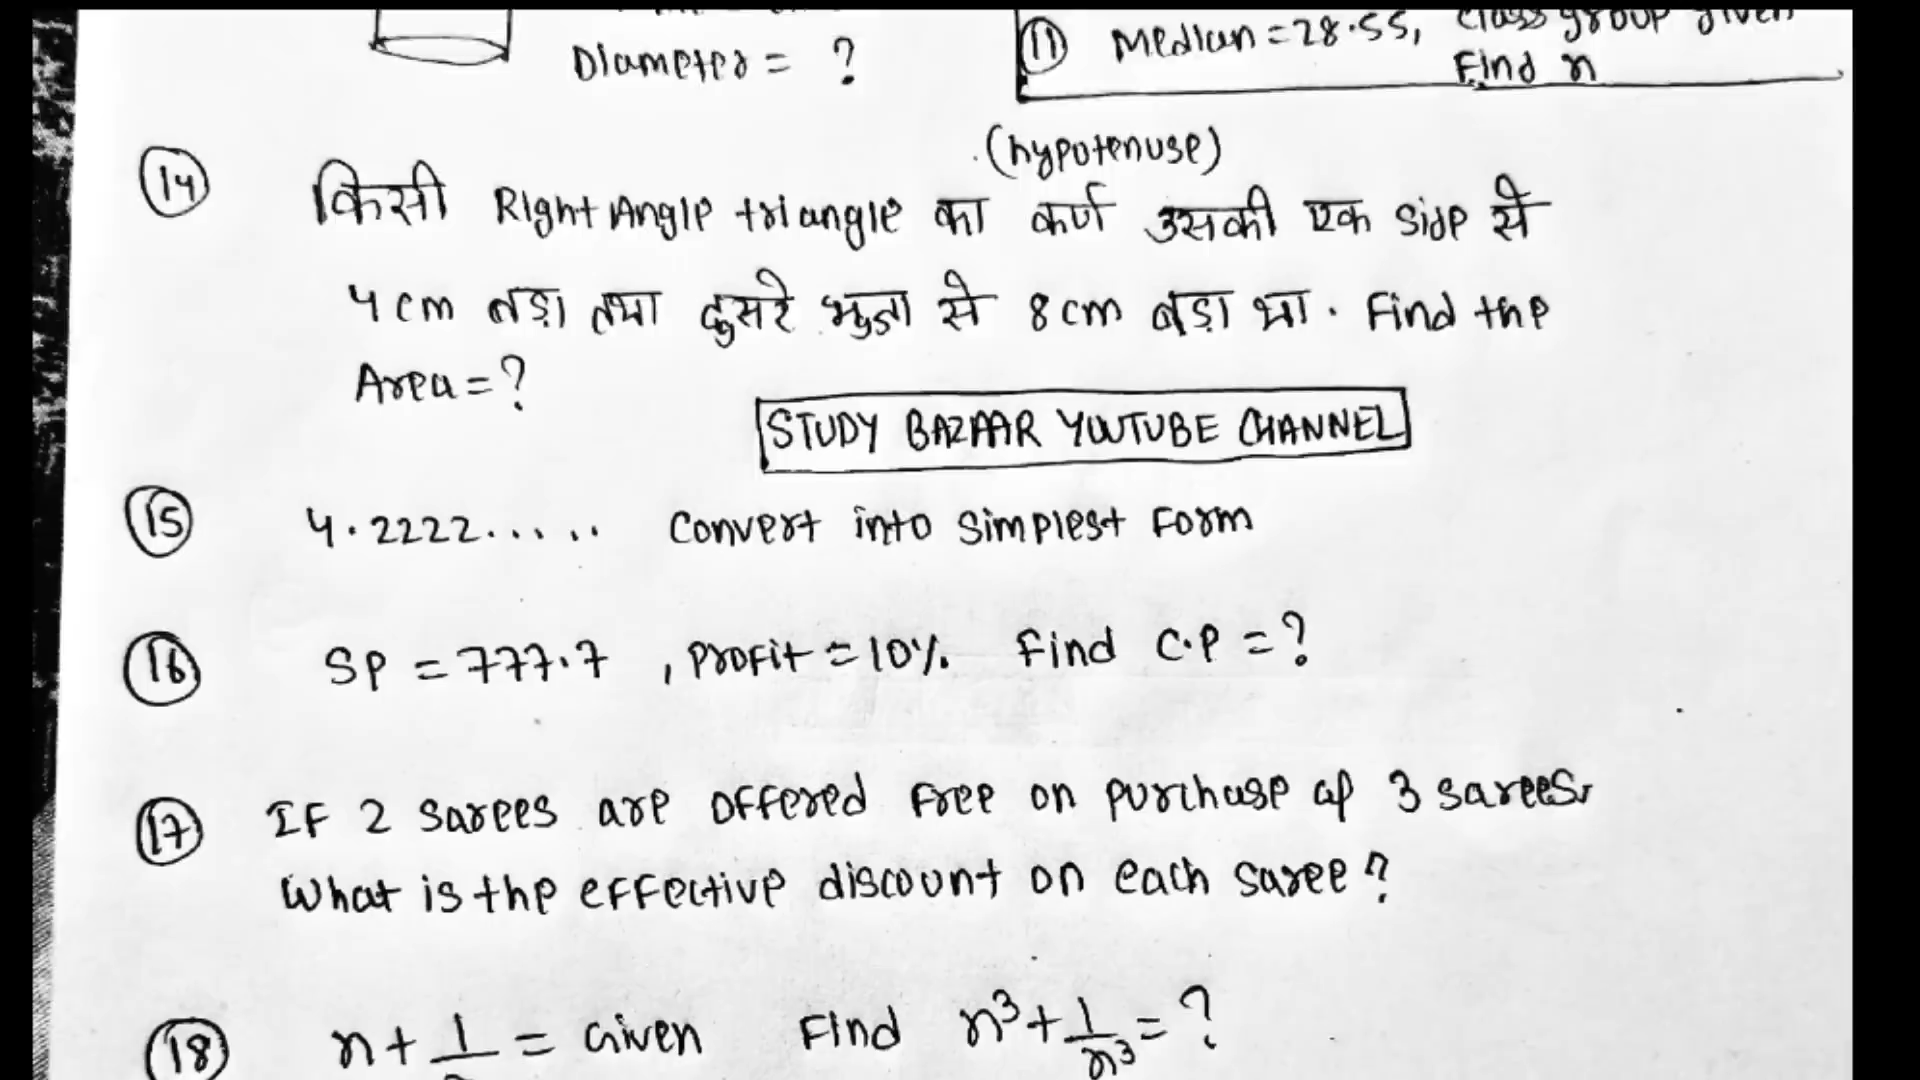 Diameter = ?
(11) Median = 28.55, class group given
Find n
(hypotenuse)
(14) किसी Right Angle triangle का कर्ण उसकी एक side से
4 cm बड़ा तथा दुसरे भुजा से 8 cm बड़ा था. Find the
Area = ?
STUDY BAZAAR YOUTUBE CHANNEL
(15) 4.2222..... Convert into simplest Form
(16) SP = 777.7 , Profit = 10% Find C.P = ?
(17) IF 2 sarees are offered Free on purchase of 3 sarees.
What is the effective discount on each saree?
(18) n + 1 = Given Find n³ + 1/n³ = ?